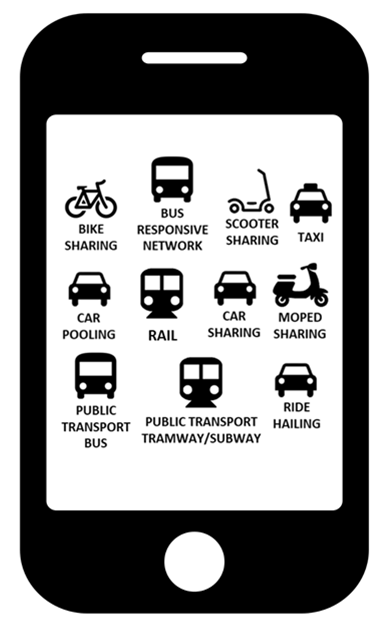 BIKE
SHARING
BUS
RESPONSIVE
NETWORK
SCOOTER
SHARING
TAXI
CAR
POOLING
RAIL
CAR
SHARING
MOPED
SHARING
PUBLIC
TRANSPORT
BUS
PUBLIC TRANSPORT
TRAMWAY/SUBWAY
RIDE
HAILING